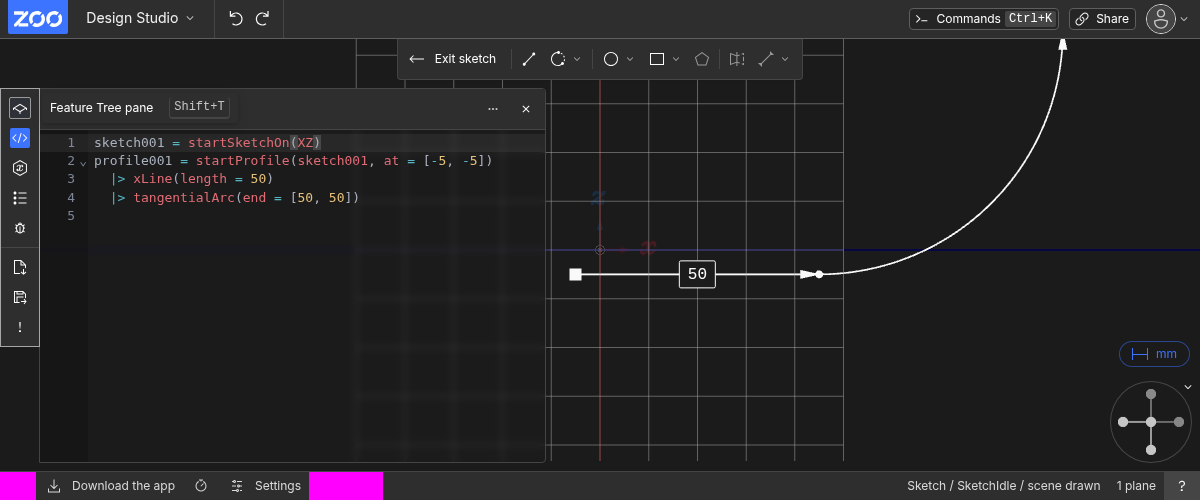 ZOO Design Studio Commands Ctrl+K Share
Exit sketch
Feature Tree pane Shift+T
1 sketch001 = startSketchOn(XZ)
2 profile001 = startProfile(sketch001, at = [-5, -5])
3 |> xLine(length = 50)
4 |> tangentialArc(end = [50, 50])
5
z
x
50
mm
Download the app Settings Sketch / SketchIdle / scene drawn 1 plane ?